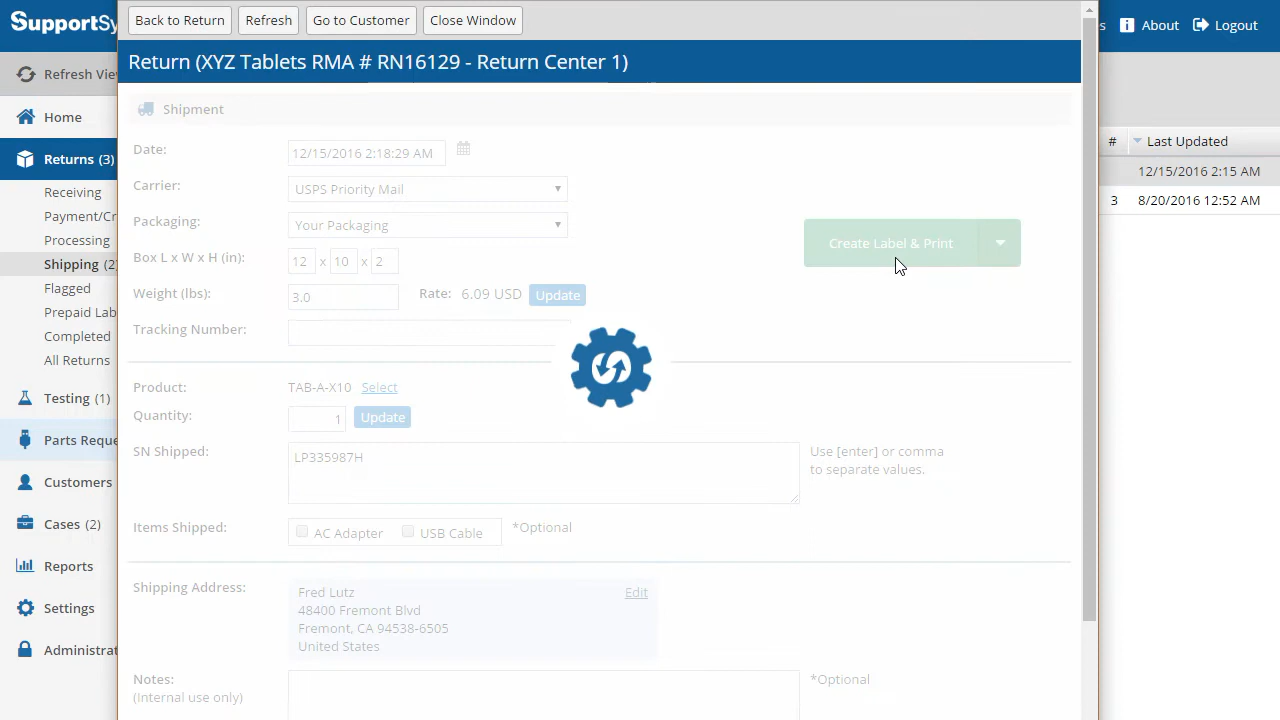 SupportSy
Back to Return
Refresh
Go to Customer
Close Window
About
Logout
Return (XYZ Tablets RMA # RN16129 - Return Center 1)
Refresh Vie
Home
Returns (3)
Receiving
Payment/Cr
Processing
Shipping (2)
Flagged
Prepaid Lab
Completed
All Returns
Testing (1)
Parts Reque
Customers
Cases (2)
Reports
Settings
Administrat
Shipment
Date:
12/15/2016 2:18:29 AM
Carrier:
USPS Priority Mail
Packaging:
Your Packaging
Create Label & Print
Box L x W x H (in):
12 x 10 x 2
Weight (lbs):
3.0
Rate: 6.09 USD
Update
Tracking Number:
Product:
TAB-A-X10 Select
Quantity:
1
Update
SN Shipped:
LP335987H
Use [enter] or comma
to separate values.
Items Shipped:
AC Adapter
USB Cable
*Optional
Shipping Address:
Fred Lutz
Edit
48400 Fremont Blvd
Fremont, CA 94538-6505
United States
Notes:
(Internal use only)
*Optional
# Last Updated
12/15/2016 2:15 AM
3 8/20/2016 12:52 AM